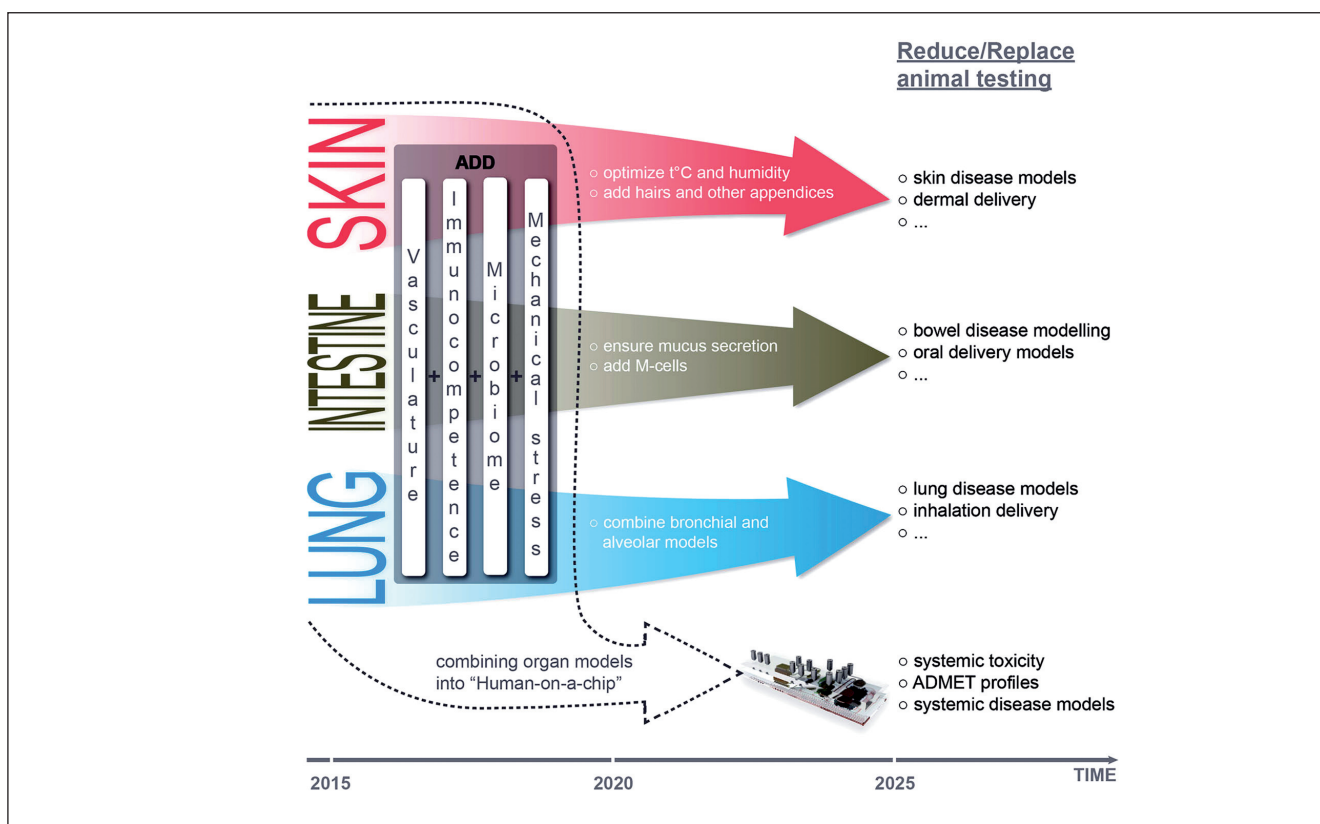 Reduce/Replace
animal testing
SKIN
ADD
Vasculature
+
Immunocompetence
+
Microbiome
+
Mechanical stress
○ optimize t°C and humidity
○ add hairs and other appendices
○ skin disease models
○ dermal delivery
○ ...
INTESTINE
○ ensure mucus secretion
○ add M-cells
○ bowel disease modelling
○ oral delivery models
○ ...
LUNG
○ combine bronchial and
alveolar models
○ lung disease models
○ inhalation delivery
○ ...
combining organ models
into “Human-on-a-chip”
○ systemic toxicity
○ ADMET profiles
○ systemic disease models
2015
2020
2025
TIME